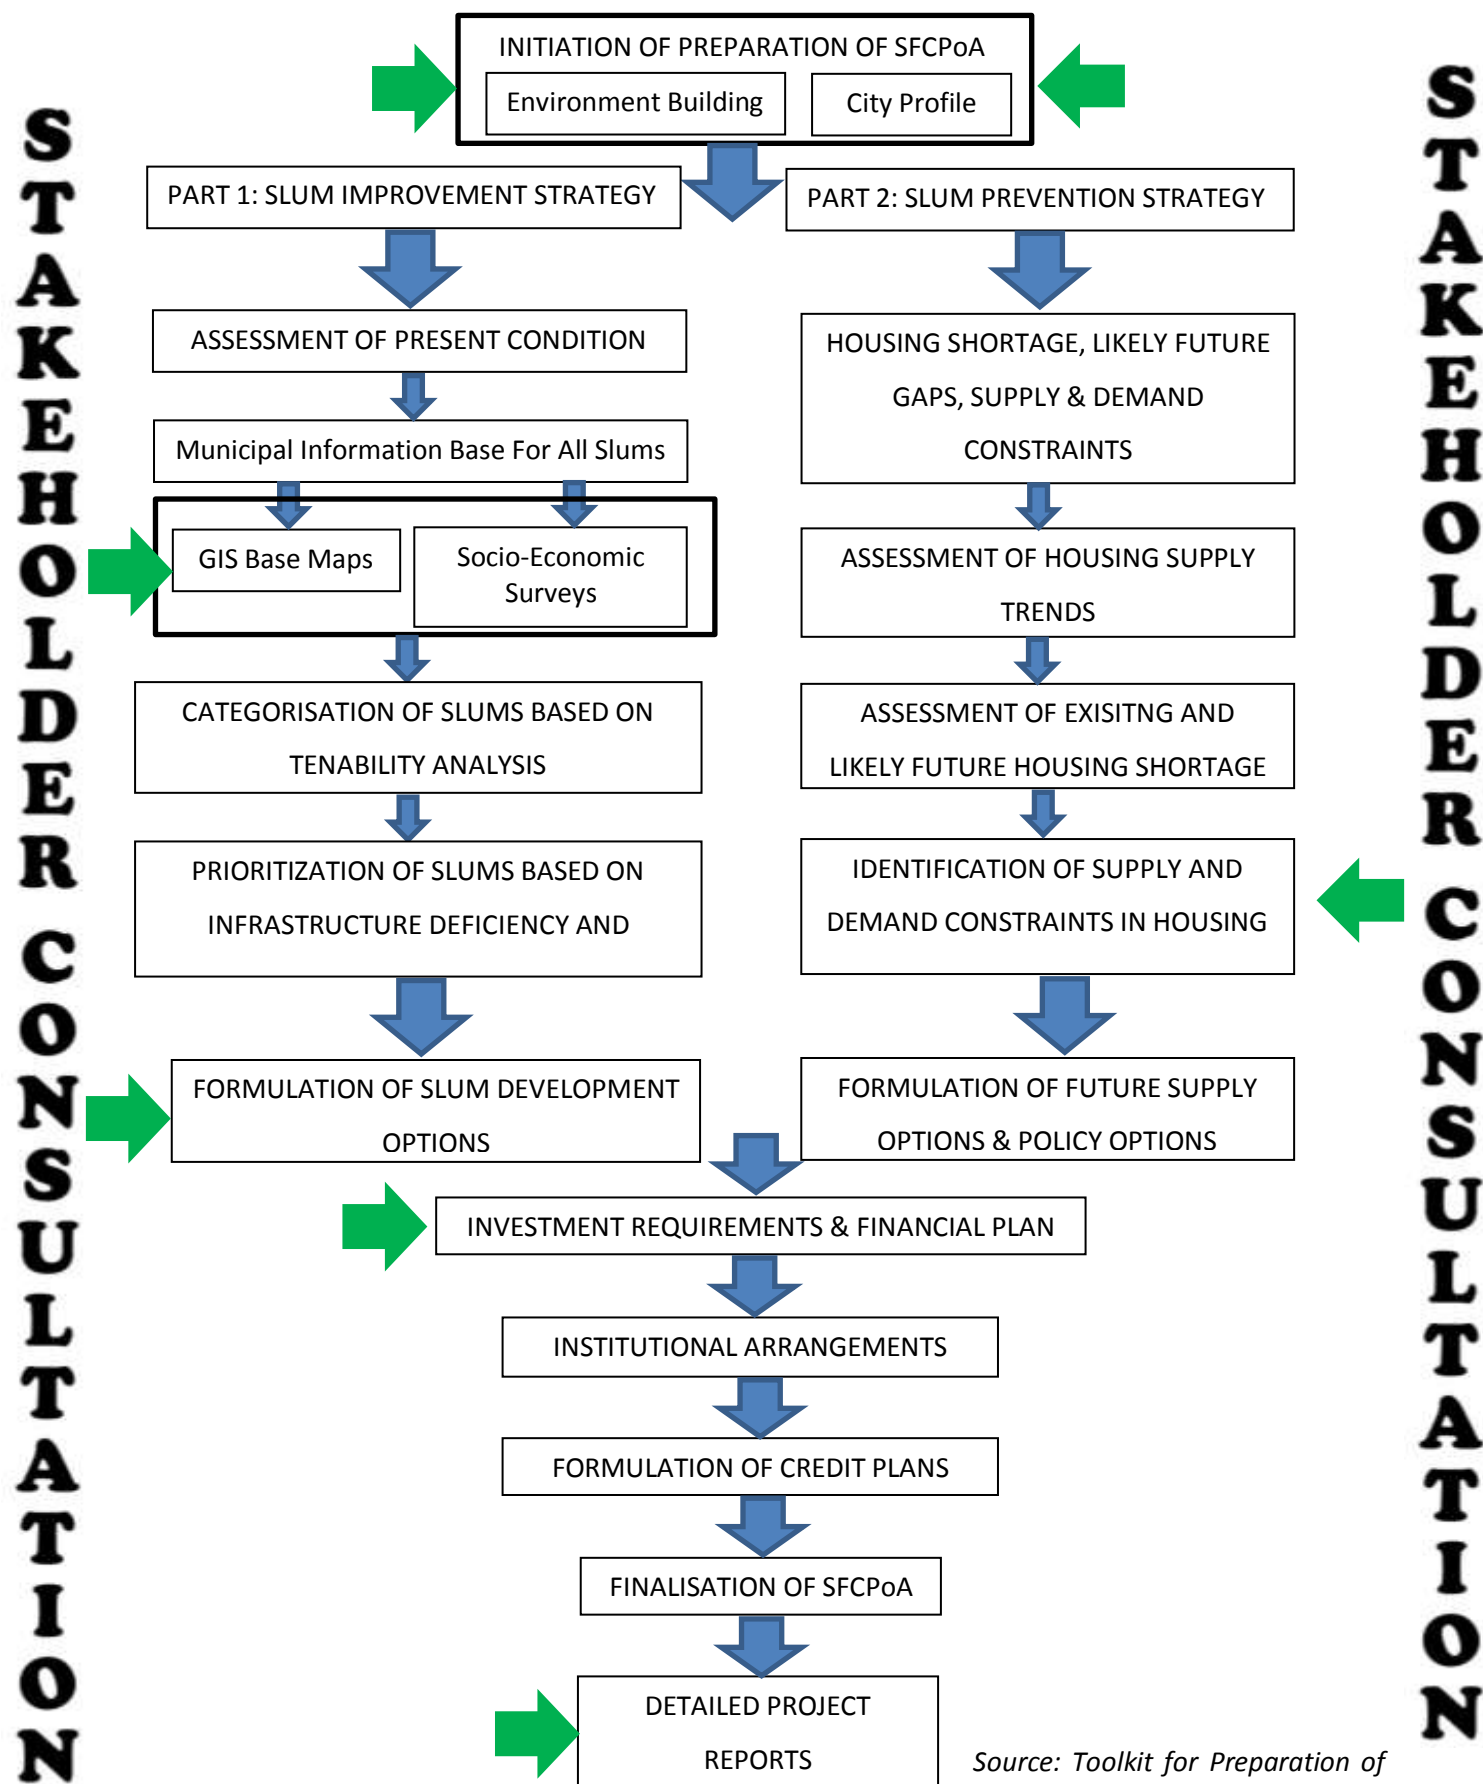 STAKEHOLDER CONSULTATION
INITIATION OF PREPARATION OF SFCPoA
Environment Building
City Profile
PART 1: SLUM IMPROVEMENT STRATEGY
PART 2: SLUM PREVENTION STRATEGY
ASSESSMENT OF PRESENT CONDITION
Municipal Information Base For All Slums
GIS Base Maps
Socio-Economic
Surveys
CATEGORISATION OF SLUMS BASED ON
TENABILITY ANALYSIS
PRIORITIZATION OF SLUMS BASED ON
INFRASTRUCTURE DEFICIENCY AND
FORMULATION OF SLUM DEVELOPMENT
OPTIONS
HOUSING SHORTAGE, LIKELY FUTURE
GAPS, SUPPLY & DEMAND
CONSTRAINTS
ASSESSMENT OF HOUSING SUPPLY
TRENDS
ASSESSMENT OF EXISITNG AND
LIKELY FUTURE HOUSING SHORTAGE
IDENTIFICATION OF SUPPLY AND
DEMAND CONSTRAINTS IN HOUSING
FORMULATION OF FUTURE SUPPLY
OPTIONS & POLICY OPTIONS
INVESTMENT REQUIREMENTS & FINANCIAL PLAN
INSTITUTIONAL ARRANGEMENTS
FORMULATION OF CREDIT PLANS
FINALISATION OF SFCPoA
DETAILED PROJECT
REPORTS
Source: Toolkit for Preparation of
STAKEHOLDER CONSULTATION